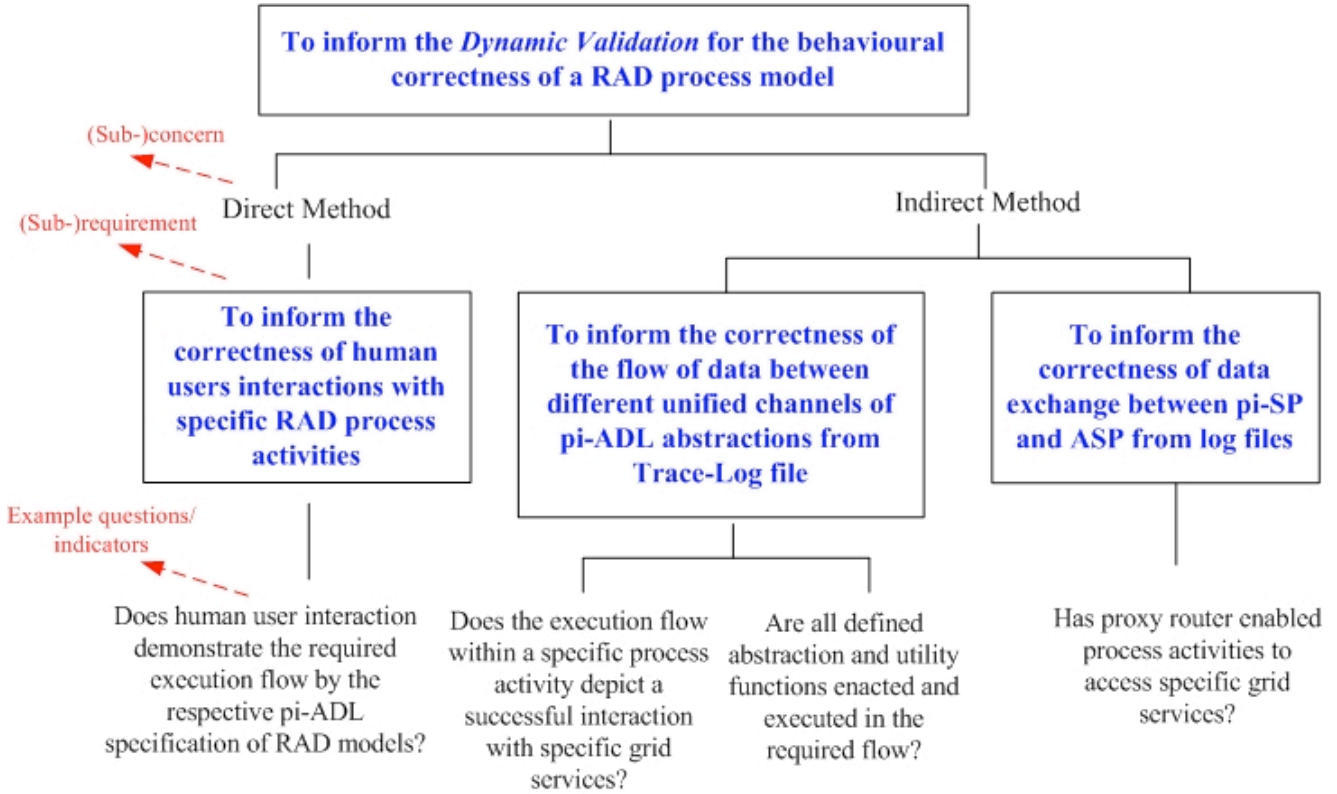 To inform the Dynamic Validation for the behavioural
correctness of a RAD process model
(Sub-)concern
Direct Method
Indirect Method
(Sub-)requirement
To inform the
correctness of human
users interactions with
specific RAD process
activities
To inform the correctness of
the flow of data between
different unified channels of
pi-ADL abstractions from
Trace-Log file
To inform the
correctness of data
exchange between pi-SP
and ASP from log files
Example questions/
indicators
Does human user interaction
demonstrate the required
execution flow by the
respective pi-ADL
specification of RAD models?
Does the execution flow
within a specific process
activity depict a
successful interaction
with specific grid
services?
Are all defined
abstraction and utility
functions enacted and
executed in the
required flow?
Has proxy router enabled
process activities to
access specific grid
services?